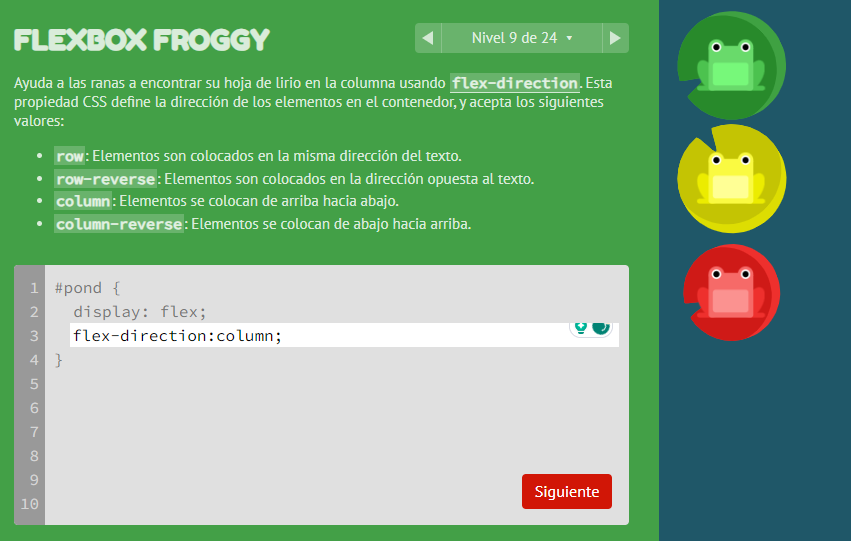 FLEXBOX FROGGY
Nivel 9 de 24
Ayuda a las ranas a encontrar su hoja de lirio en la columna usando flex-direction. Esta
propiedad CSS define la dirección de los elementos en el contenedor, y acepta los siguientes
valores:
row: Elementos son colocados en la misma dirección del texto.
row-reverse: Elementos son colocados en la dirección opuesta al texto.
column: Elementos se colocan de arriba hacia abajo.
column-reverse: Elementos se colocan de abajo hacia arriba.
1 #pond {
2 display: flex;
3 flex-direction:column;
4 }
5
6
7
8
9
10
Siguiente